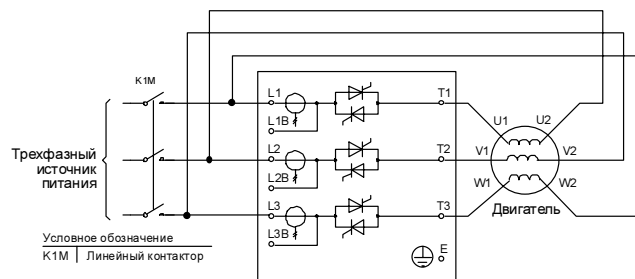 K1M
L1
T1
U1
U2
L1B
Трехфазный
источник
питания
L2
T2
V1
V2
L2B
W1
W2
L3
T3
Двигатель
L3B
E
Условное обозначение
K1M Линейный контактор